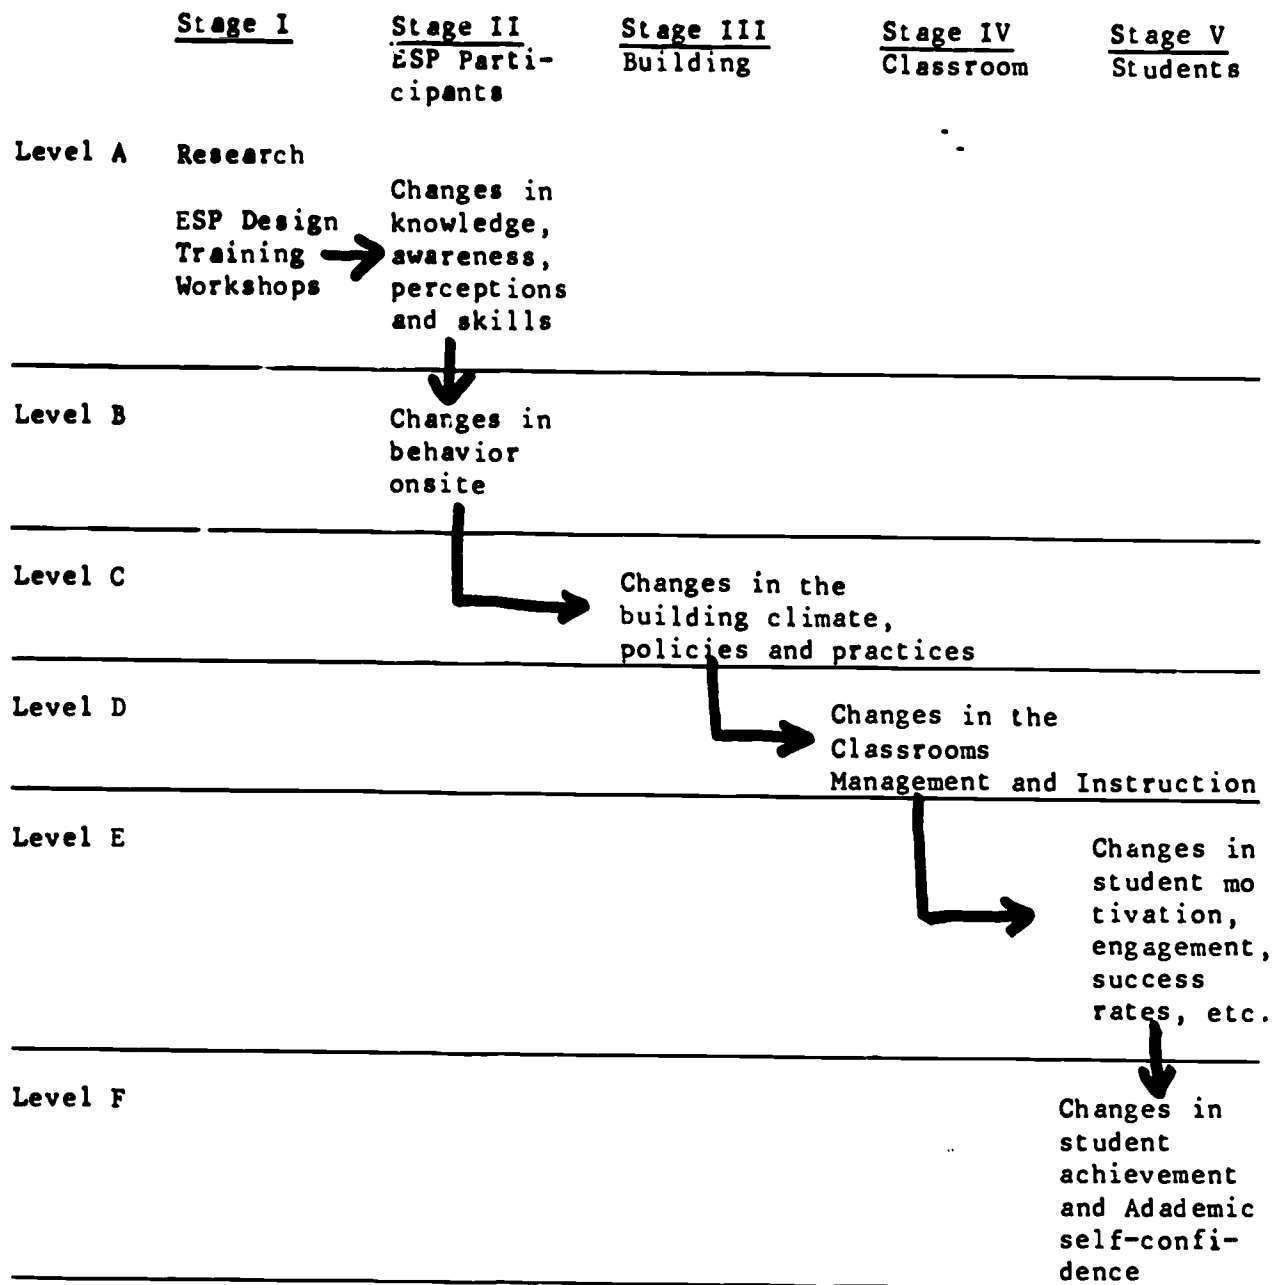 Stage I Stage II Stage III Stage IV Stage V
ESP Parti- Building Classroom Students
cipants
Level A Research
Changes in
ESP Design knowledge,
Training awareness,
Workshops perceptions
and skills
Level B Changes in
behavior
onsite
Level C Changes in the
building climate,
policies and practices
Level D Changes in the
Classrooms
Management and Instruction
Level E Changes in
student mo
tivation,
engagement,
success
rates, etc.
Level F Changes in
student
achievement
and Adademic
self-confi-
dence